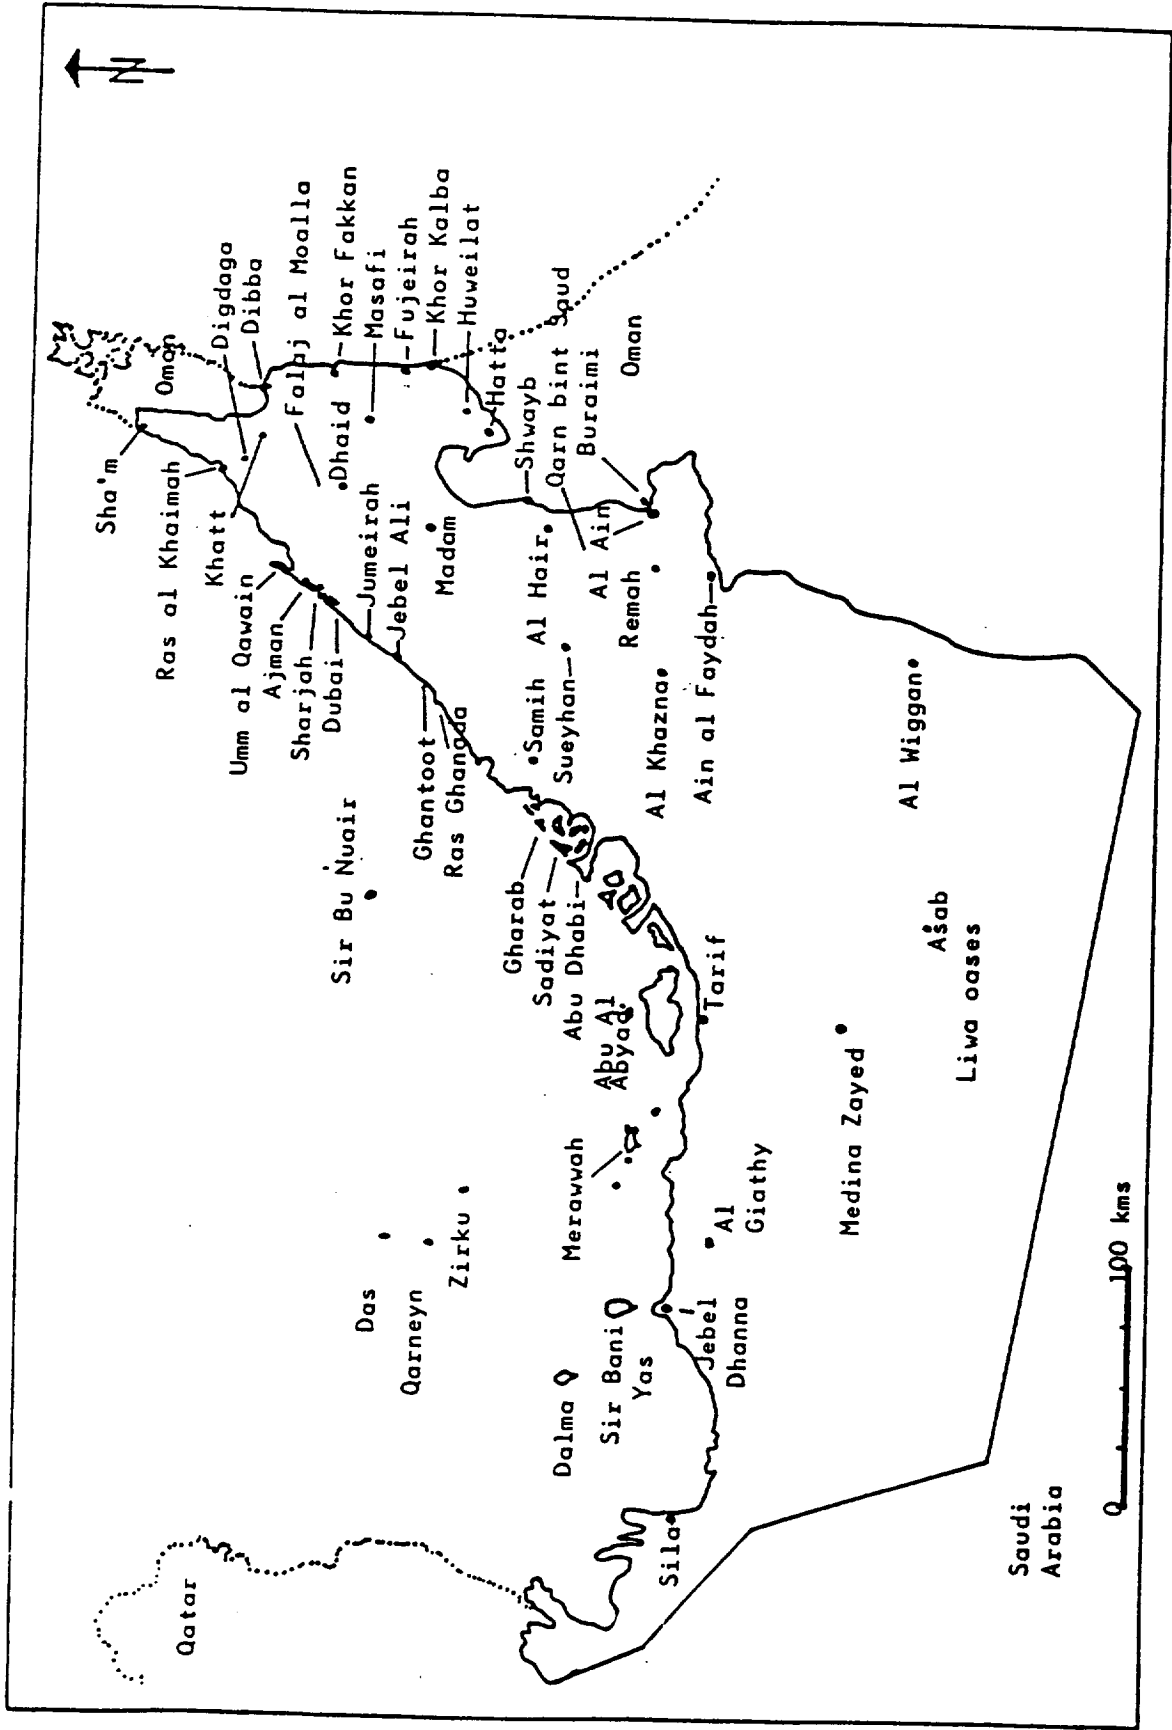 N
Qatar
Oman
Sha'm
Ras al Khaimah
Khatt
Digdaga
Dibba
Falaj al Moalla
Dhaid
Khor Fakkan
Masafi
Fujeirah
Khor Kalba
Huweilat
Hatta
Umm al Qawain
Ajman
Sharjah
Dubai
Jumeirah
Jebel Ali
Madam
Ghantoot
Ras Ghanada
Sir Bu Nuair
Das
Qarneyn
Zirku
Shwayb
Qarn bint Saud
Buraimi
Oman
Samih
Al Hair
Sueyhan
Al Ain
Remah
Al Khazna
Ain al Faydah
Gharab
Sadiyat
Abu Dhabi
Abu Al
Abyad
Merawwah
Dalma
Sir Bani
Yas
Jebel
Dhanna
Sila
Tarif
Al
Giathy
Medina Zayed
Al Wiggan
Asab
Liwa oases
Saudi
Arabia
0
100 kms